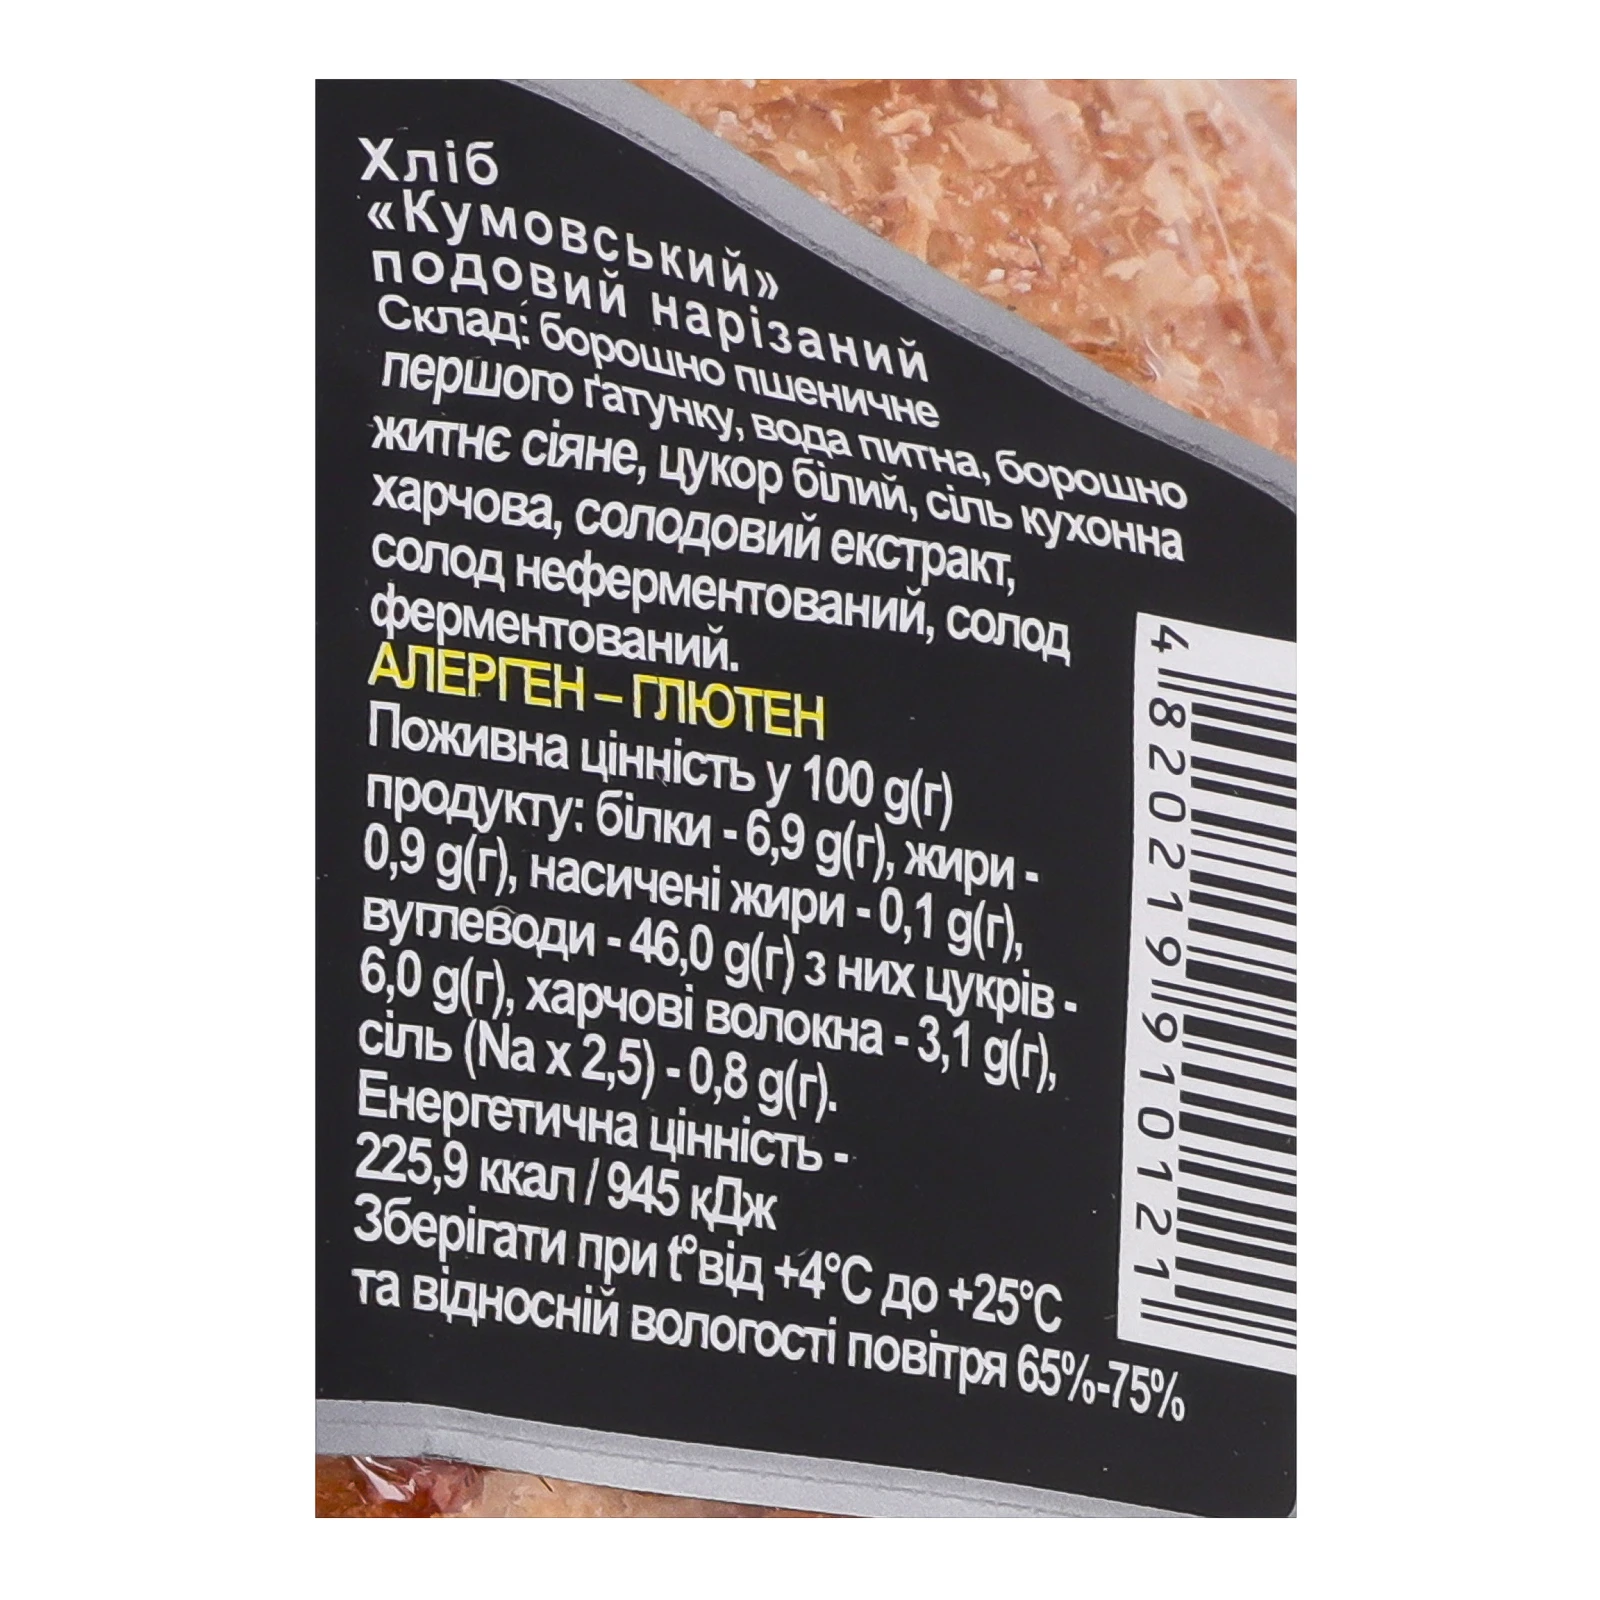 Хліб
«Кумовський»
подовий нарізаний
Склад: борошно пшеничне
першого ґатунку, вода питна, борошно
житнє сіяне, цукор білий, сіль кухонна
харчова, солодовий екстракт,
солод неферментований, солод
ферментований.
АЛЕРГЕН – ГЛЮТЕН
Поживна цінність у 100 g(г)
продукту: білки - 6,9 g(г), жири -
0,9 g(г), насичені жири - 0,1 g(г),
вуглеводи - 46,0 g(г) з них цукрів -
6,0 g(г), харчові волокна - 3,1 g(г),
сіль (Na x 2,5) - 0,8 g(г).
Енергетична цінність -
225,9 ккал / 945 кДж
Зберігати при t° від +4°С до +25°С
та відносній вологості повітря 65%-75%
4820219910121